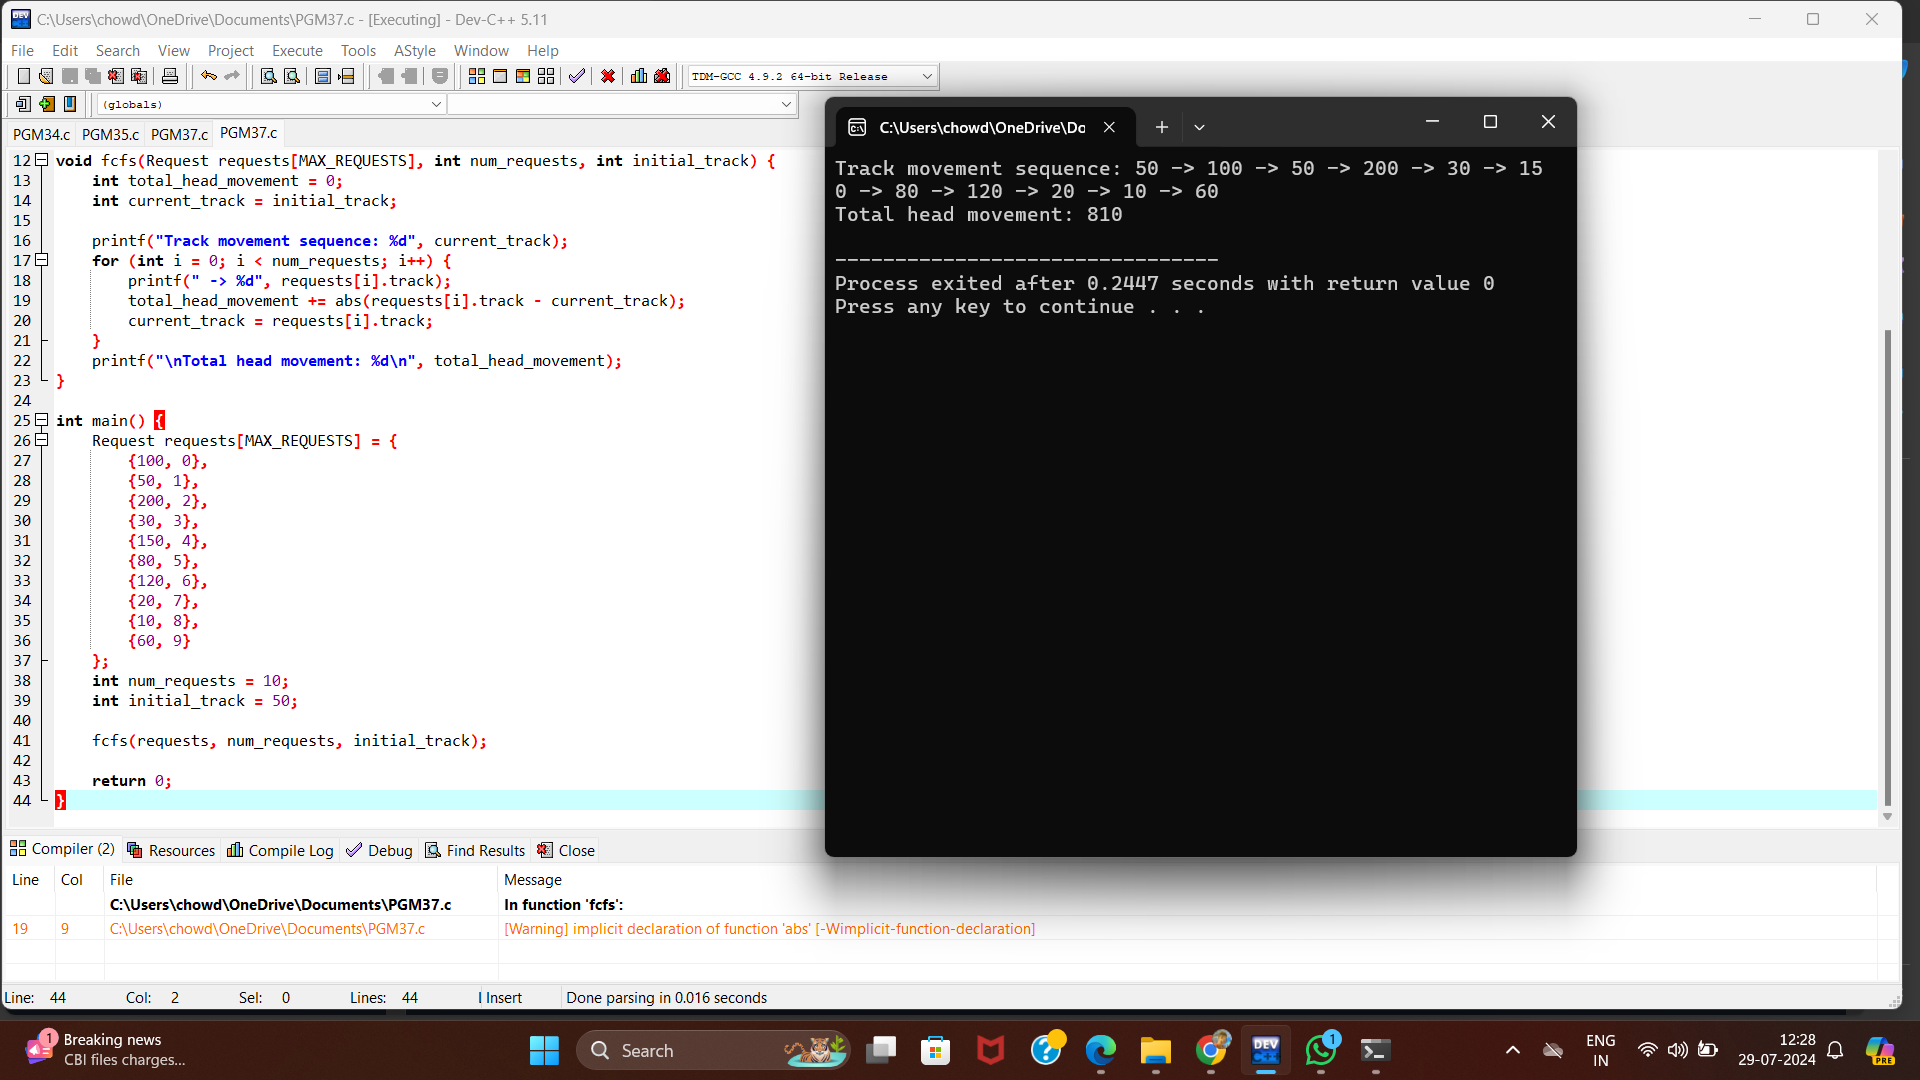 C:\Users\chowd\OneDrive\Documents\PGM37.c - [Executing] - Dev-C++ 5.11
File Edit Search View Project Execute Tools AStyle Window Help
TDM-GCC 4.9.2 64-bit Release
(globals)
PGM34.c PGM35.c PGM37.c PGM37.c
12 void fcfs(Request requests[MAX_REQUESTS], int num_requests, int initial_track) {
13 int total_head_movement = 0;
14 int current_track = initial_track;
15
16 printf("Track movement sequence: %d", current_track);
17 for (int i = 0; i < num_requests; i++) {
18 printf(" -> %d", requests[i].track);
19 total_head_movement += abs(requests[i].track - current_track);
20 current_track = requests[i].track;
21 }
22 printf("\nTotal head movement: %d\n", total_head_movement);
23 }
24
25 int main() {
26 Request requests[MAX_REQUESTS] = {
27 {100, 0},
28 {50, 1},
29 {200, 2},
30 {30, 3},
31 {150, 4},
32 {80, 5},
33 {120, 6},
34 {20, 7},
35 {10, 8},
36 {60, 9}
37 };
38 int num_requests = 10;
39 int initial_track = 50;
40
41 fcfs(requests, num_requests, initial_track);
42
43 return 0;
44 }
C:\Users\chowd\OneDrive\Do
Track movement sequence: 50 -> 100 -> 50 -> 200 -> 30 -> 15
0 -> 80 -> 120 -> 20 -> 10 -> 60
Total head movement: 810
--------------------------------
Process exited after 0.2447 seconds with return value 0
Press any key to continue . . .
Compiler (2) Resources Compile Log Debug Find Results Close
Line Col File Message
C:\Users\chowd\OneDrive\Documents\PGM37.c In function 'fcfs':
19 9 C:\Users\chowd\OneDrive\Documents\PGM37.c [Warning] implicit declaration of function 'abs' [-Wimplicit-function-declaration]
Line: 44 Col: 2 Sel: 0 Lines: 44 Insert Done parsing in 0.016 seconds
1 Breaking news
CBI files charges...
Search
DEV
C++
1
ENG
IN
12:28
29-07-2024
PRE